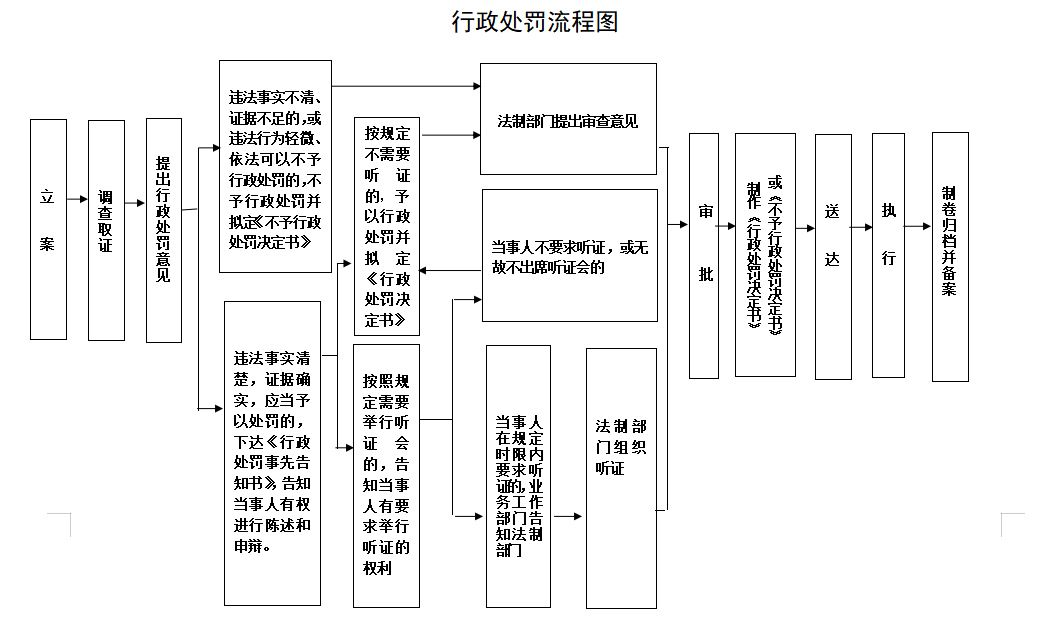 行政处罚流程图
立
案
调查取证
提出行政处罚意见
违法事实不清、
证据不足的,或
违法行为轻微、
依法可以不予
行政处罚的,不
予行政处罚并
拟定《不予行政
处罚决定书》
违法事实清
楚，证据确
实，应当予
以处罚的，
下达《行政
处罚事先告
知书》,告知
当事人有权
进行陈述和
申辩。
按规定
不需要
听证
的，予
以行政
处罚并
拟定
《行政
处罚决
定书》
按照规
定需要
举行听
证会
的，告
知当事
人有要
求举行
听证的
权利
法制部门提出审查意见
当事人不要求听证，或无
故不出席听证会的
当事人
在规定
时限内
要求听
证的,业
务工作
部门告
知法制
部门
法制部
门组织
听证
审
批
制作《行政处罚决定书》
或《不予行政处罚决定书》
送
达
执
行
制卷归档并备案